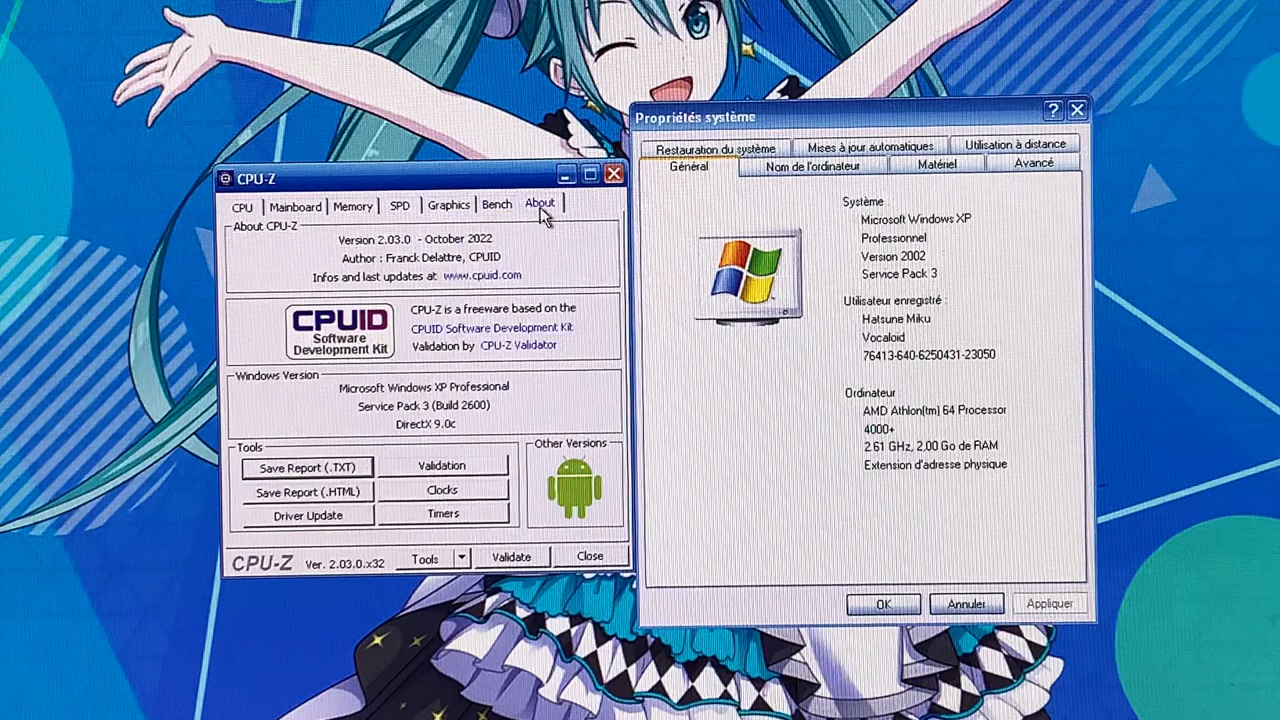 CPU-Z
CPU
Mainboard
Memory
SPD
Graphics
Bench
About
About CPU-Z
Version 2.03.0 - October 2022
Author : Franck Delattre, CPUID
Infos and last updates at www.cpuid.com
CPUID
Software
Development Kit
CPU-Z is a freeware based on the
CPUID Software Development Kit
Validation by CPU-Z Validator
Windows Version
Microsoft Windows XP Professional
Service Pack 3 (Build 2600)
DirectX 9.0c
Tools
Save Report (.TXT)
Validation
Save Report (.HTML)
Clocks
Driver Update
Timers
Other Versions
CPU-Z Ver. 2.03.0.x32
Tools
Validate
Close
Propriétés système
Restauration du système
Mises à jour automatiques
Utilisation à distance
Général
Nom de l'ordinateur
Matériel
Avancé
Système :
Microsoft Windows XP
Professionnel
Version 2002
Service Pack 3
Utilisateur enregistré :
Hatsune Miku
Vocaloid
76413-640-6250431-23050
Ordinateur :
AMD Athlon(tm) 64 Processor
4000+
2.61 GHz, 2,00 Go de RAM
Extension d'adresse physique
OK
Annuler
Appliquer